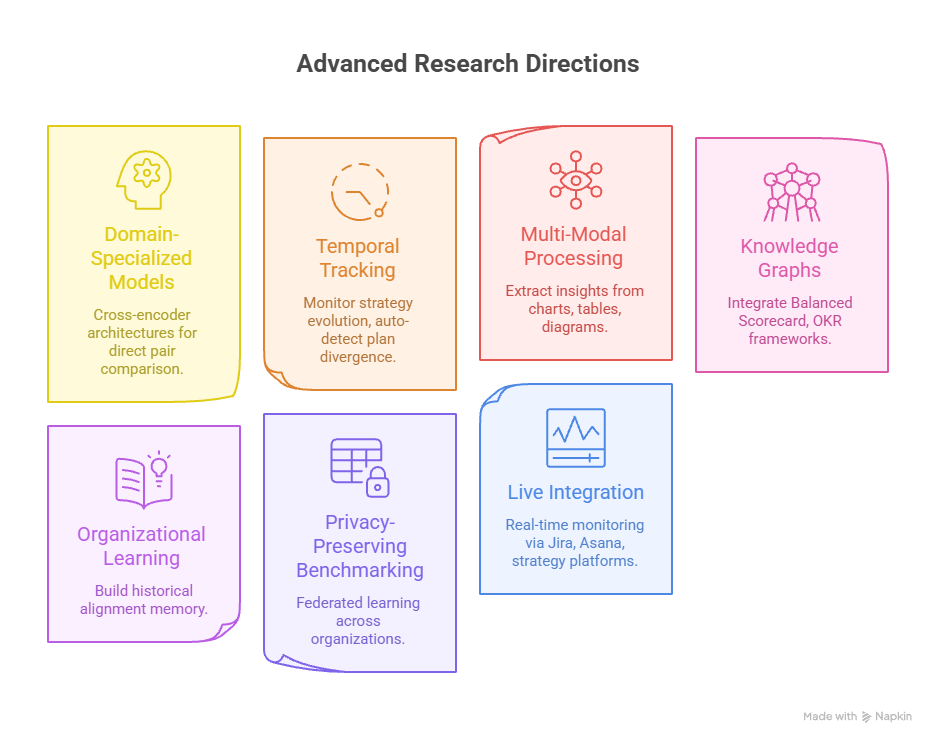 Advanced Research Directions
Domain-
Specialized
Models
Cross-encoder
architectures for
direct pair
comparison.
Temporal
Tracking
Monitor strategy
evolution, auto-
detect plan
divergence.
Multi-Modal
Processing
Extract insights from
charts, tables,
diagrams.
Knowledge
Graphs
Integrate Balanced
Scorecard, OKR
frameworks.
Organizational
Learning
Build historical
alignment memory.
Privacy-
Preserving
Benchmarking
Federated learning
across
organizations.
Live Integration
Real-time monitoring
via Jira, Asana,
strategy platforms.
Made with Napkin